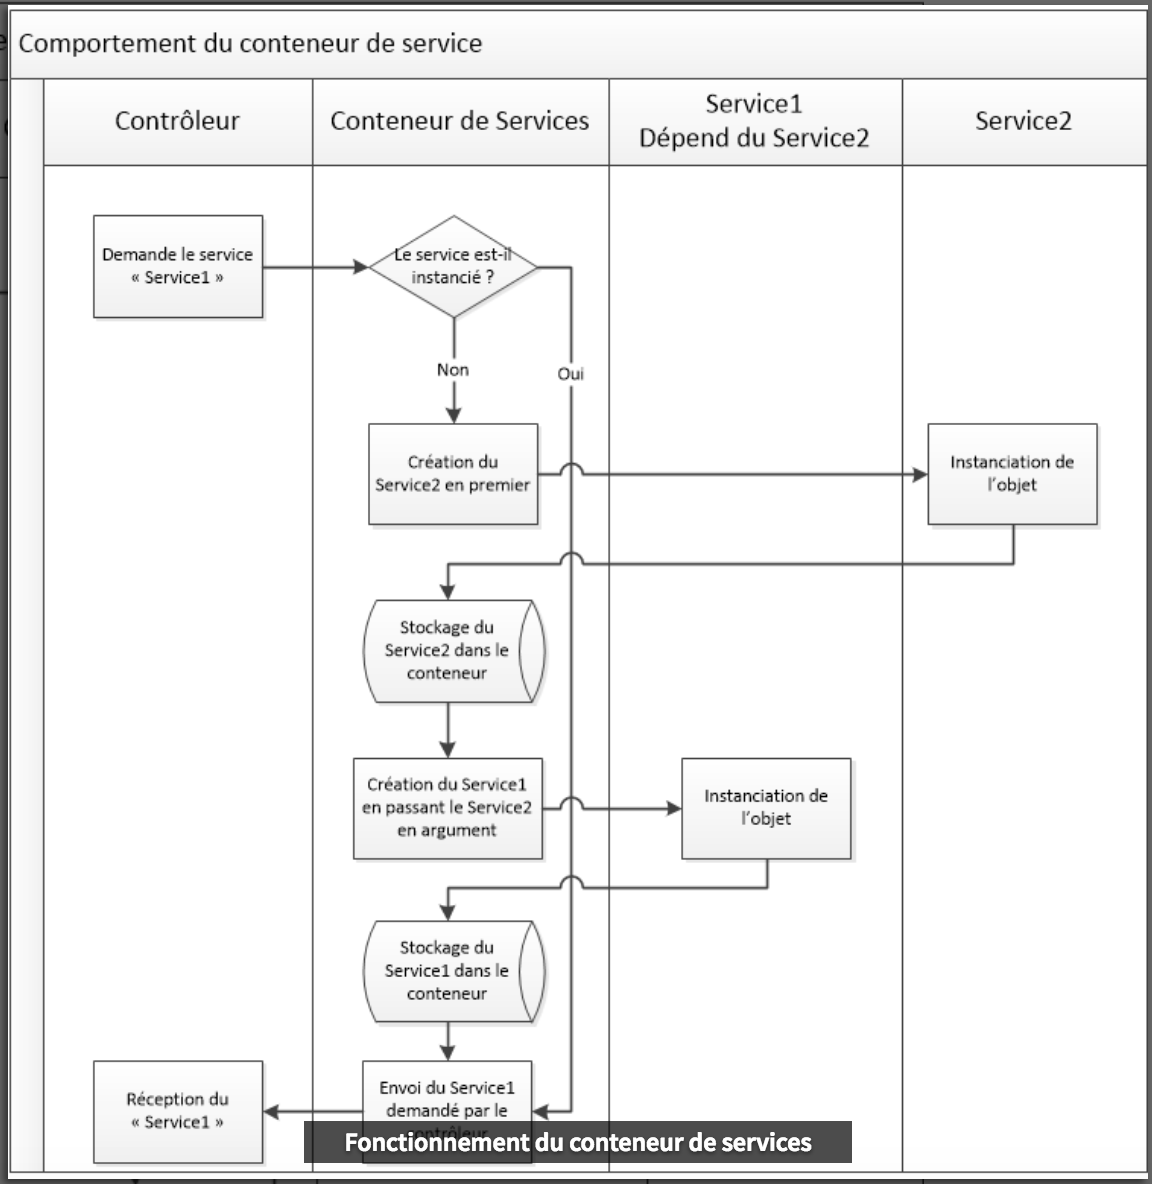 Comportement du conteneur de service
Contrôleur
Conteneur de Services
Service1
Dépend du Service2
Service2
Demande le service
« Service1 »
Le service est-il
instancié ?
Non
Oui
Création du
Service2 en premier
Instanciation de
l'objet
Stockage du
Service2 dans le
conteneur
Création du Service1
en passant le Service2
en argument
Instanciation de
l'objet
Stockage du
Service1 dans le
conteneur
Envoi du Service1
demandé par le
contrôleur
Réception du
« Service1 »
Fonctionnement du conteneur de services